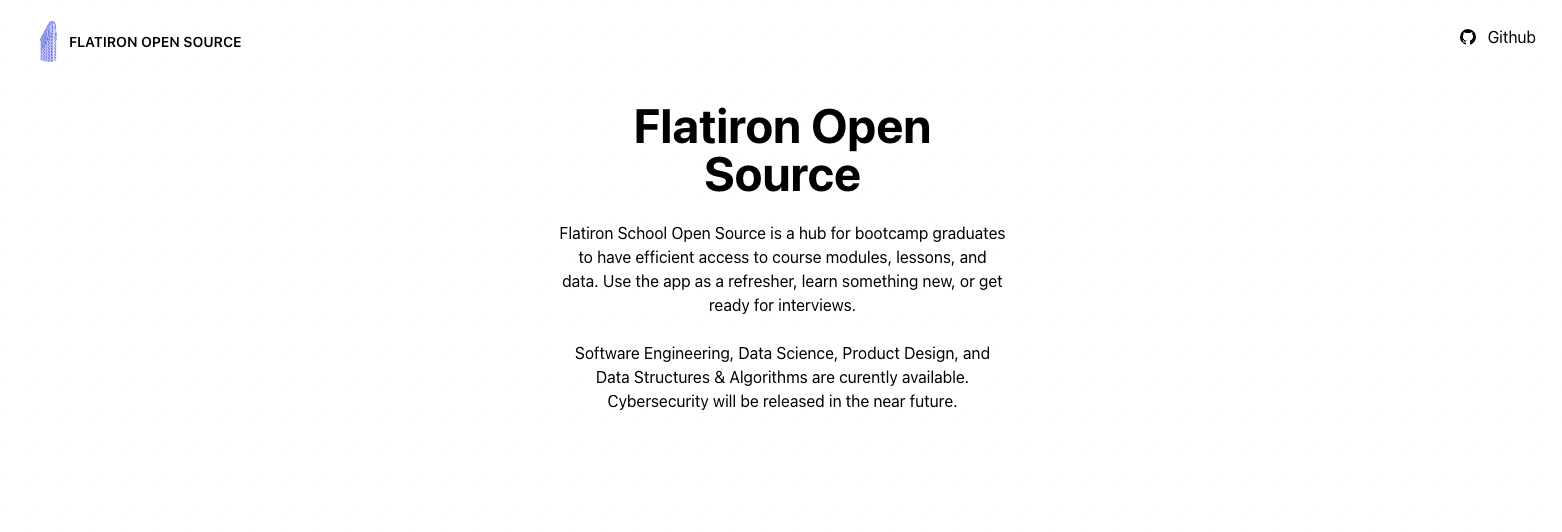 FLATIRON OPEN SOURCE
Github
Flatiron Open
Source
Flatiron School Open Source is a hub for bootcamp graduates
to have efficient access to course modules, lessons, and
data. Use the app as a refresher, learn something new, or get
ready for interviews.
Software Engineering, Data Science, Product Design, and
Data Structures & Algorithms are curently available.
Cybersecurity will be released in the near future.